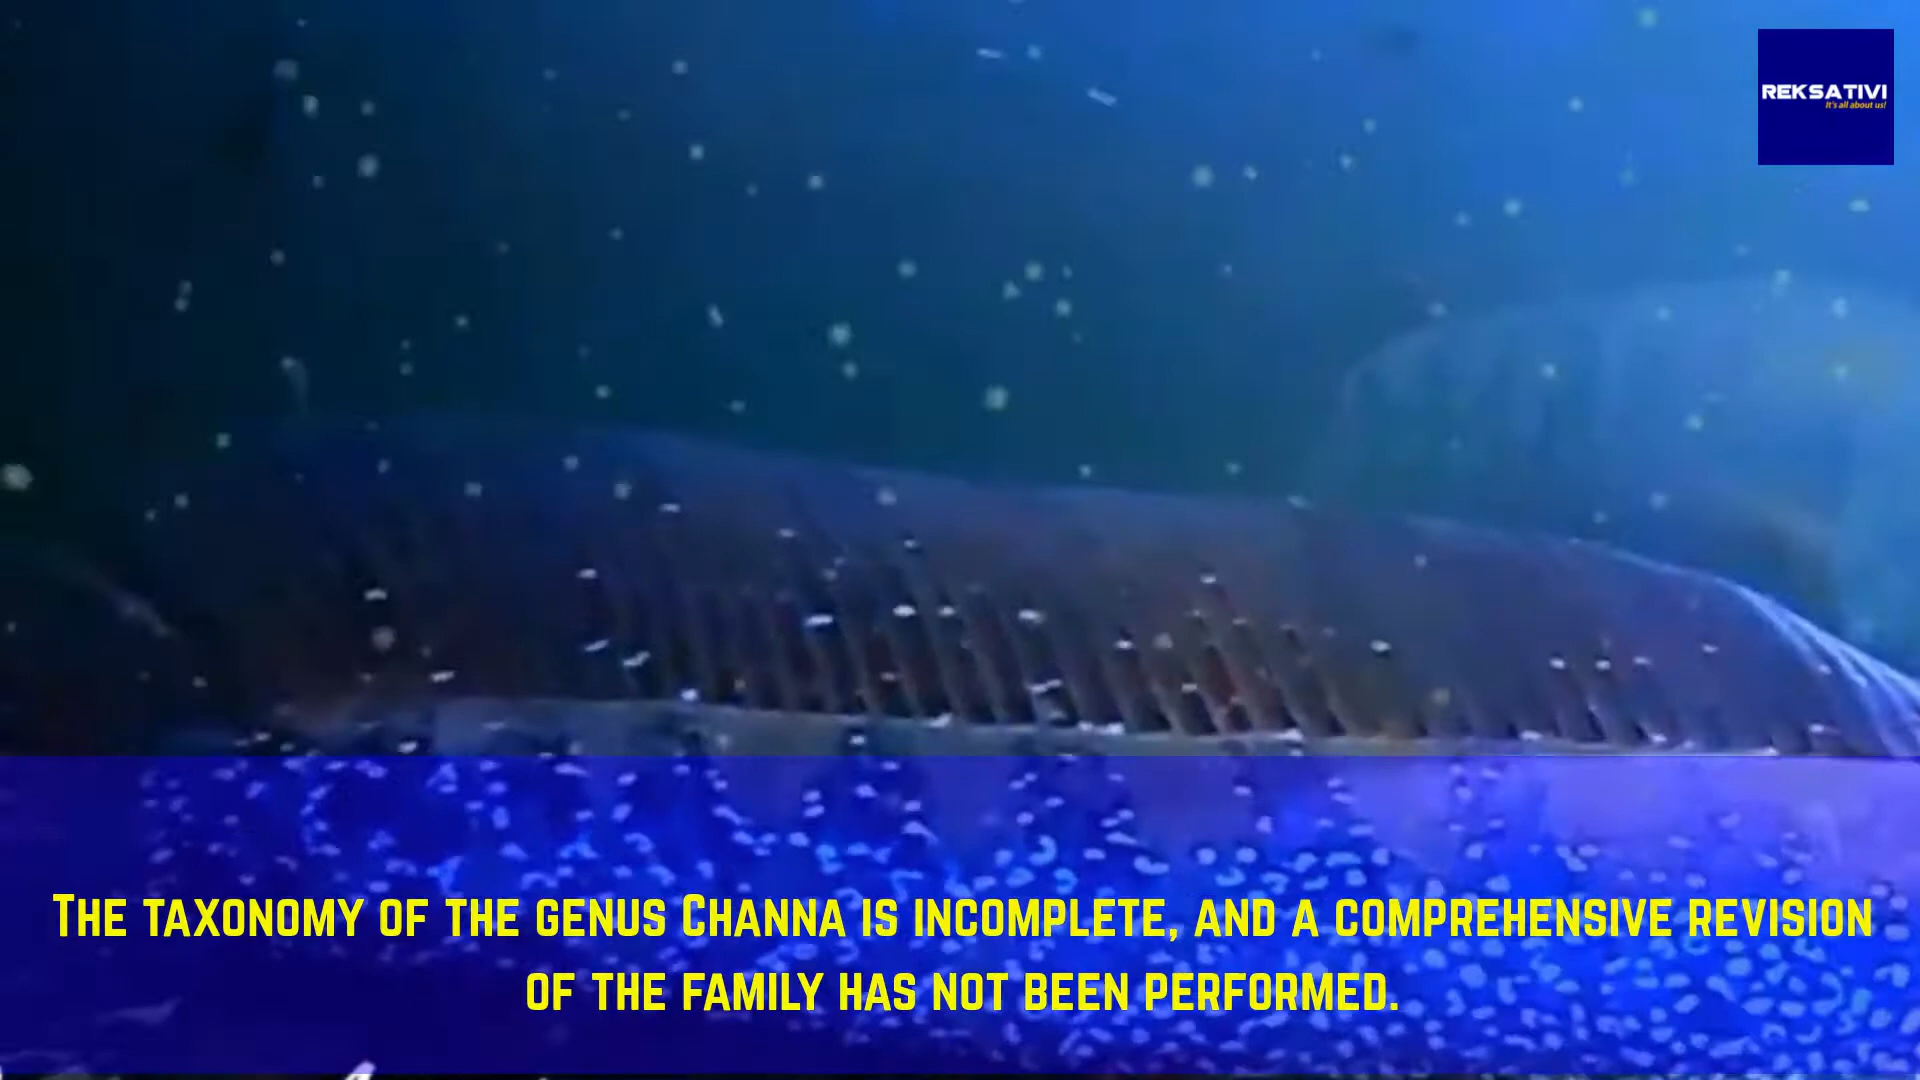 REKSATIVI
It's all about us!
The taxonomy of the genus Channa is incomplete, and a comprehensive revision
of the family has not been performed.